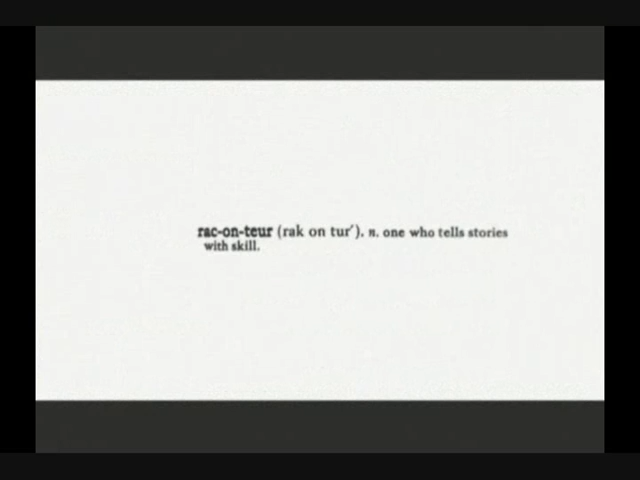 rac-on-teur (rak on tur′). n. one who tells stories
with skill.